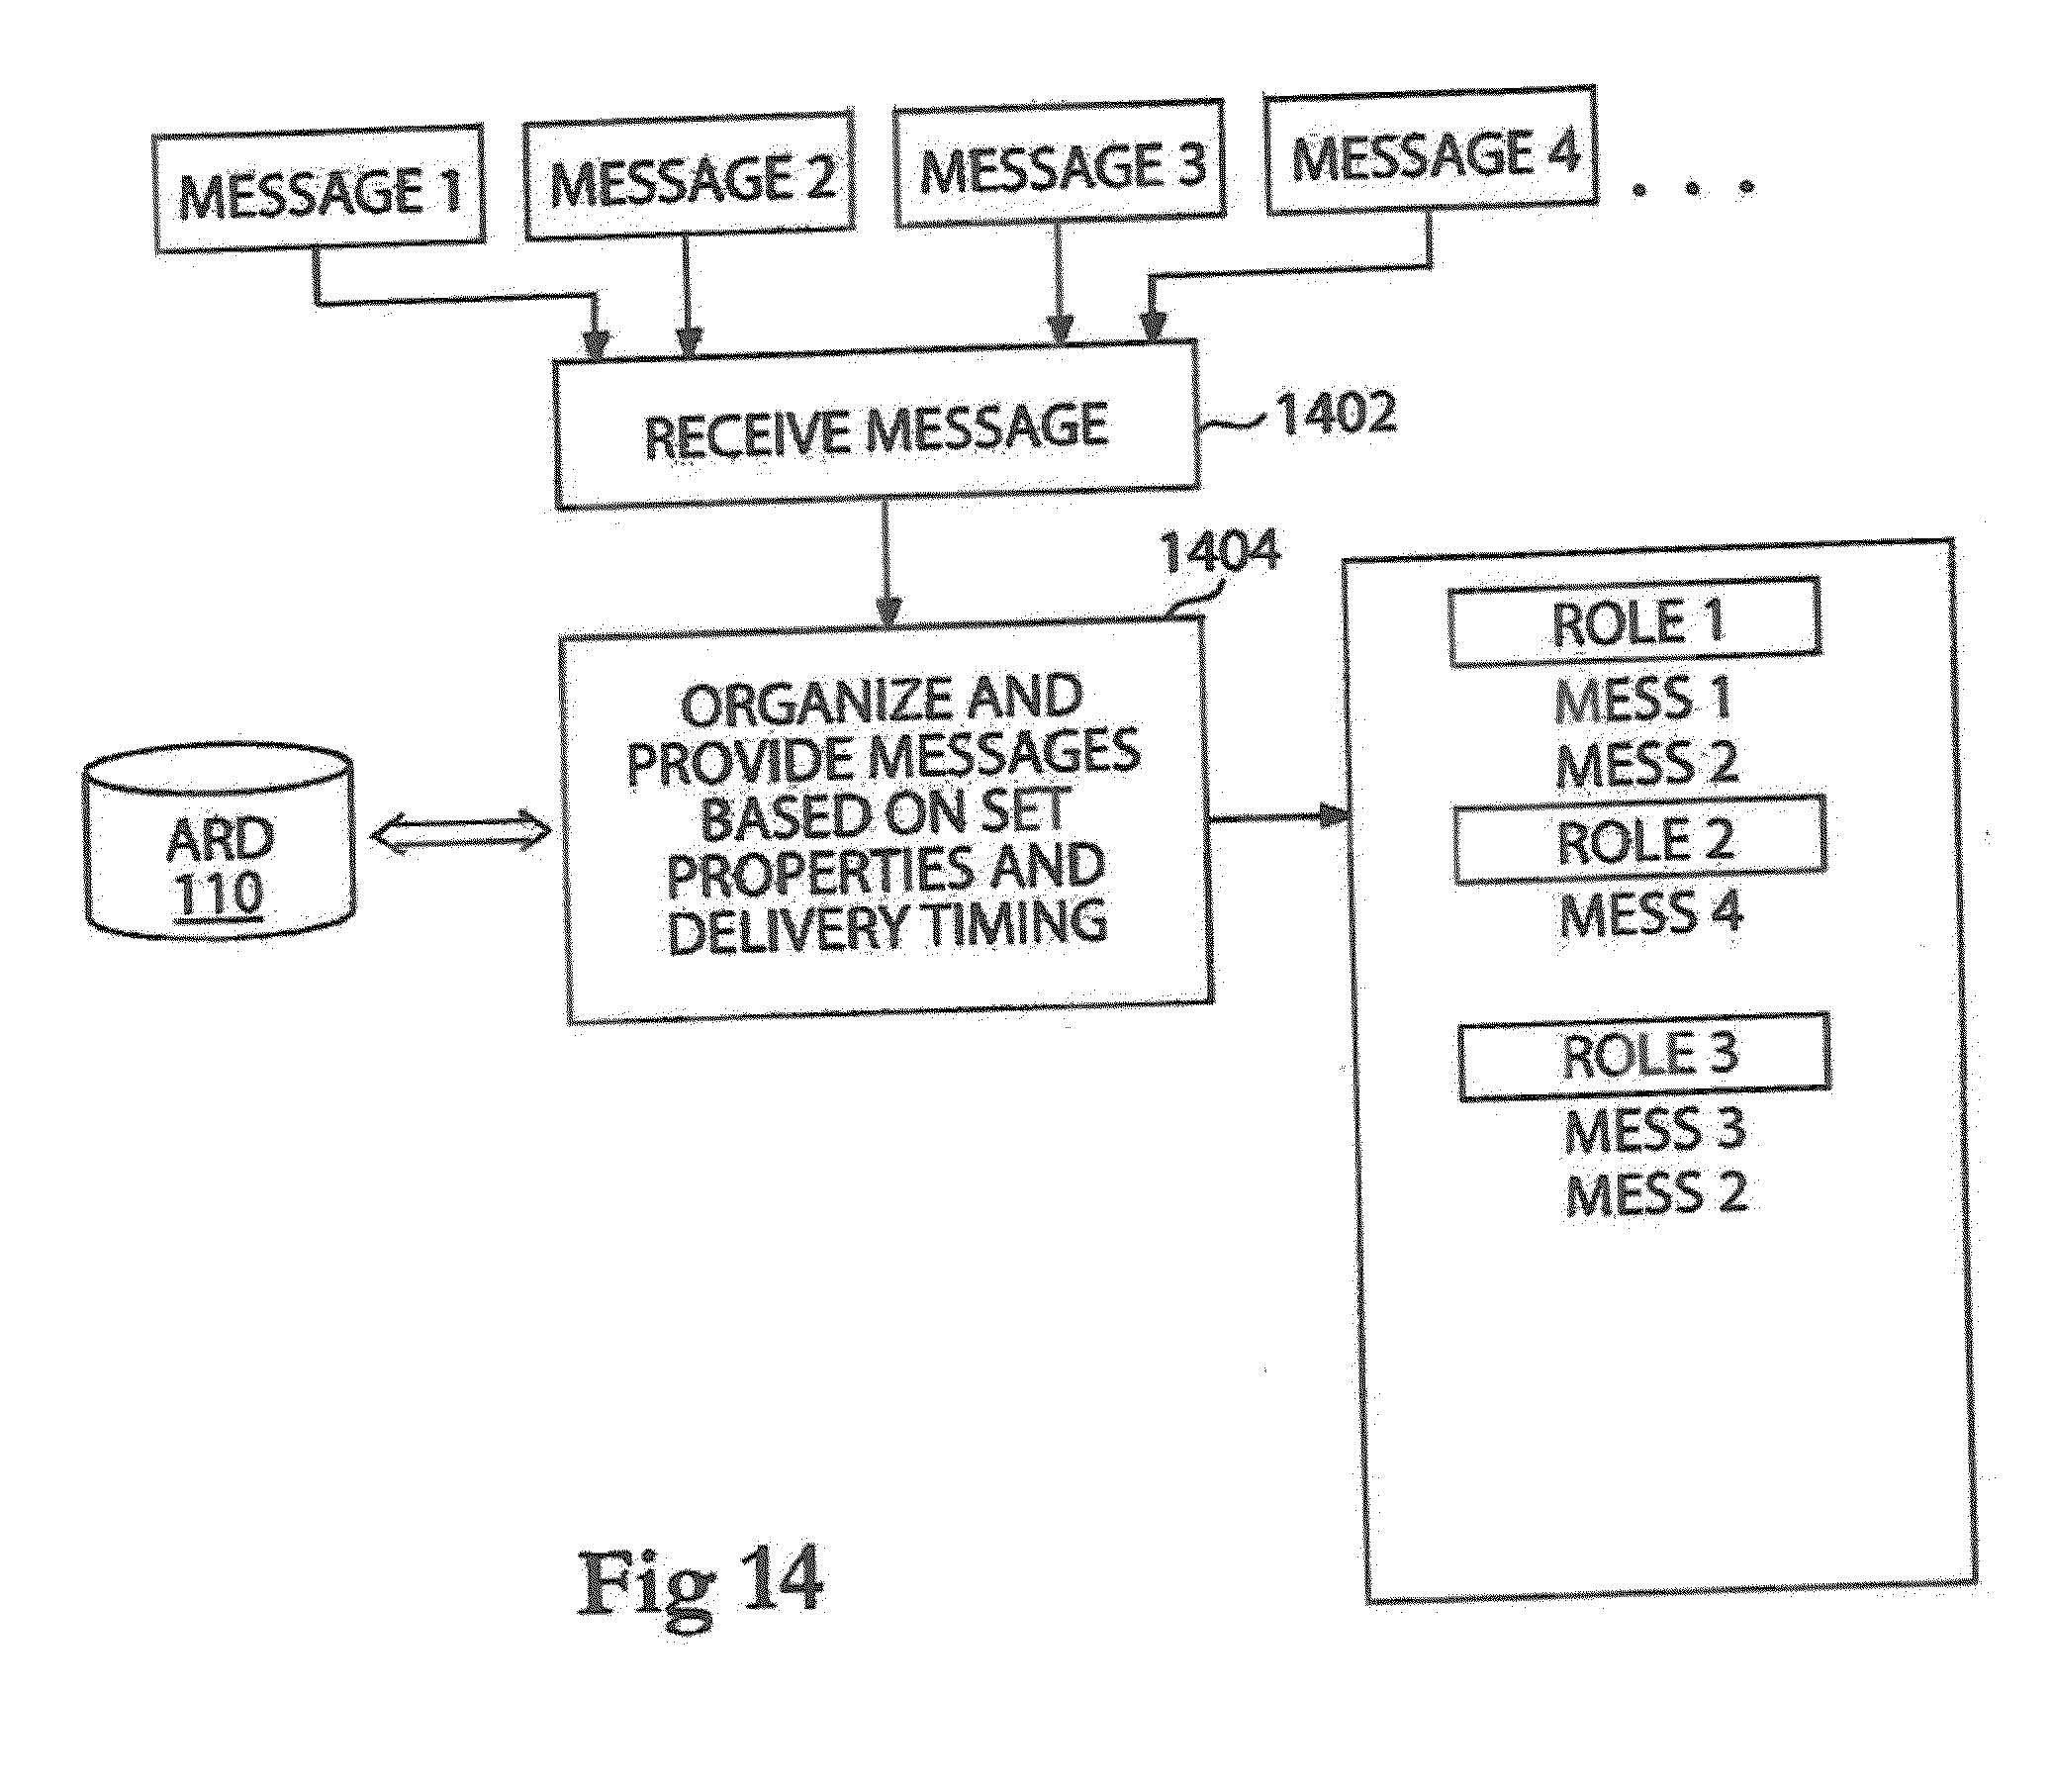 MESSAGE 1
MESSAGE 2
MESSAGE 3
MESSAGE 4
. . .
RECEIVE MESSAGE
1402
1404
ORGANIZE AND
PROVIDE MESSAGES
BASED ON SET
PROPERTIES AND
DELIVERY TIMING
ARD
110
ROLE 1
MESS 1
MESS 2
ROLE 2
MESS 4
ROLE 3
MESS 3
MESS 2
Fig 14